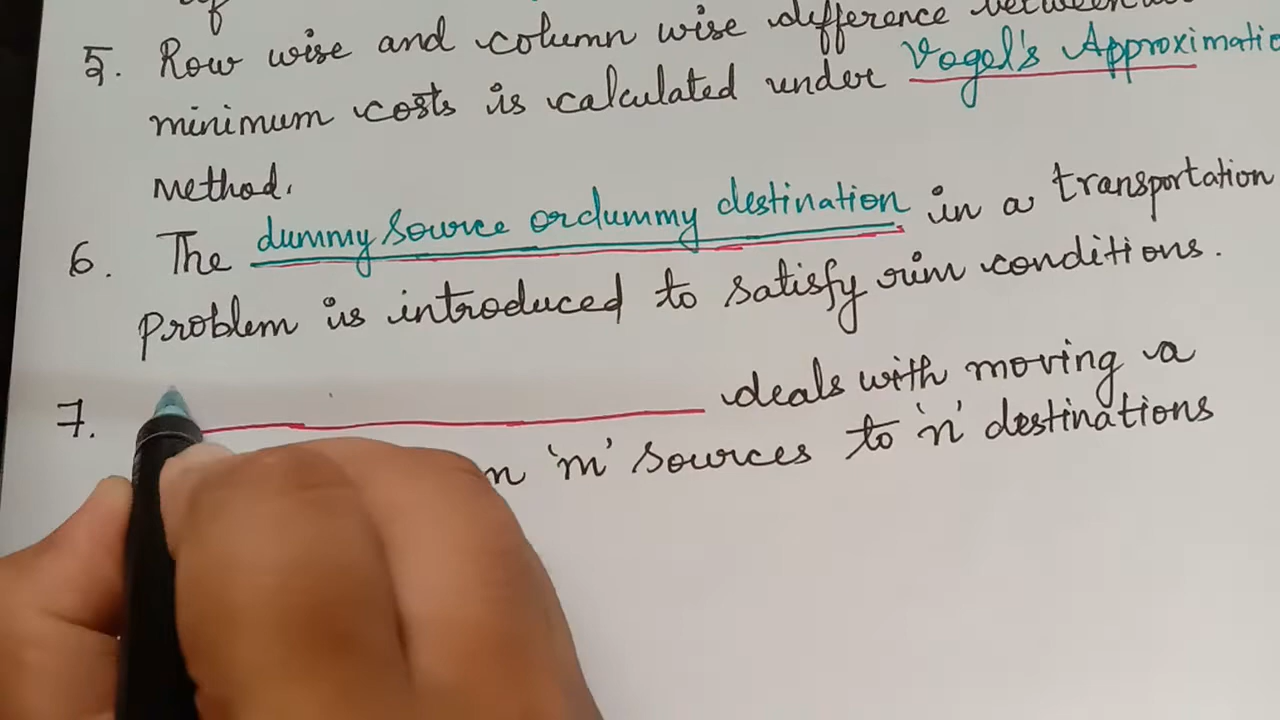 of
5. Row wise and column wise difference between
minimum costs is calculated under Vogel's Approximatio
method.
6. The dummy source or dummy destination in a transportation
problem is introduced to satisfy rim conditions.
7. deals with moving a
'm' sources to 'n' destinations